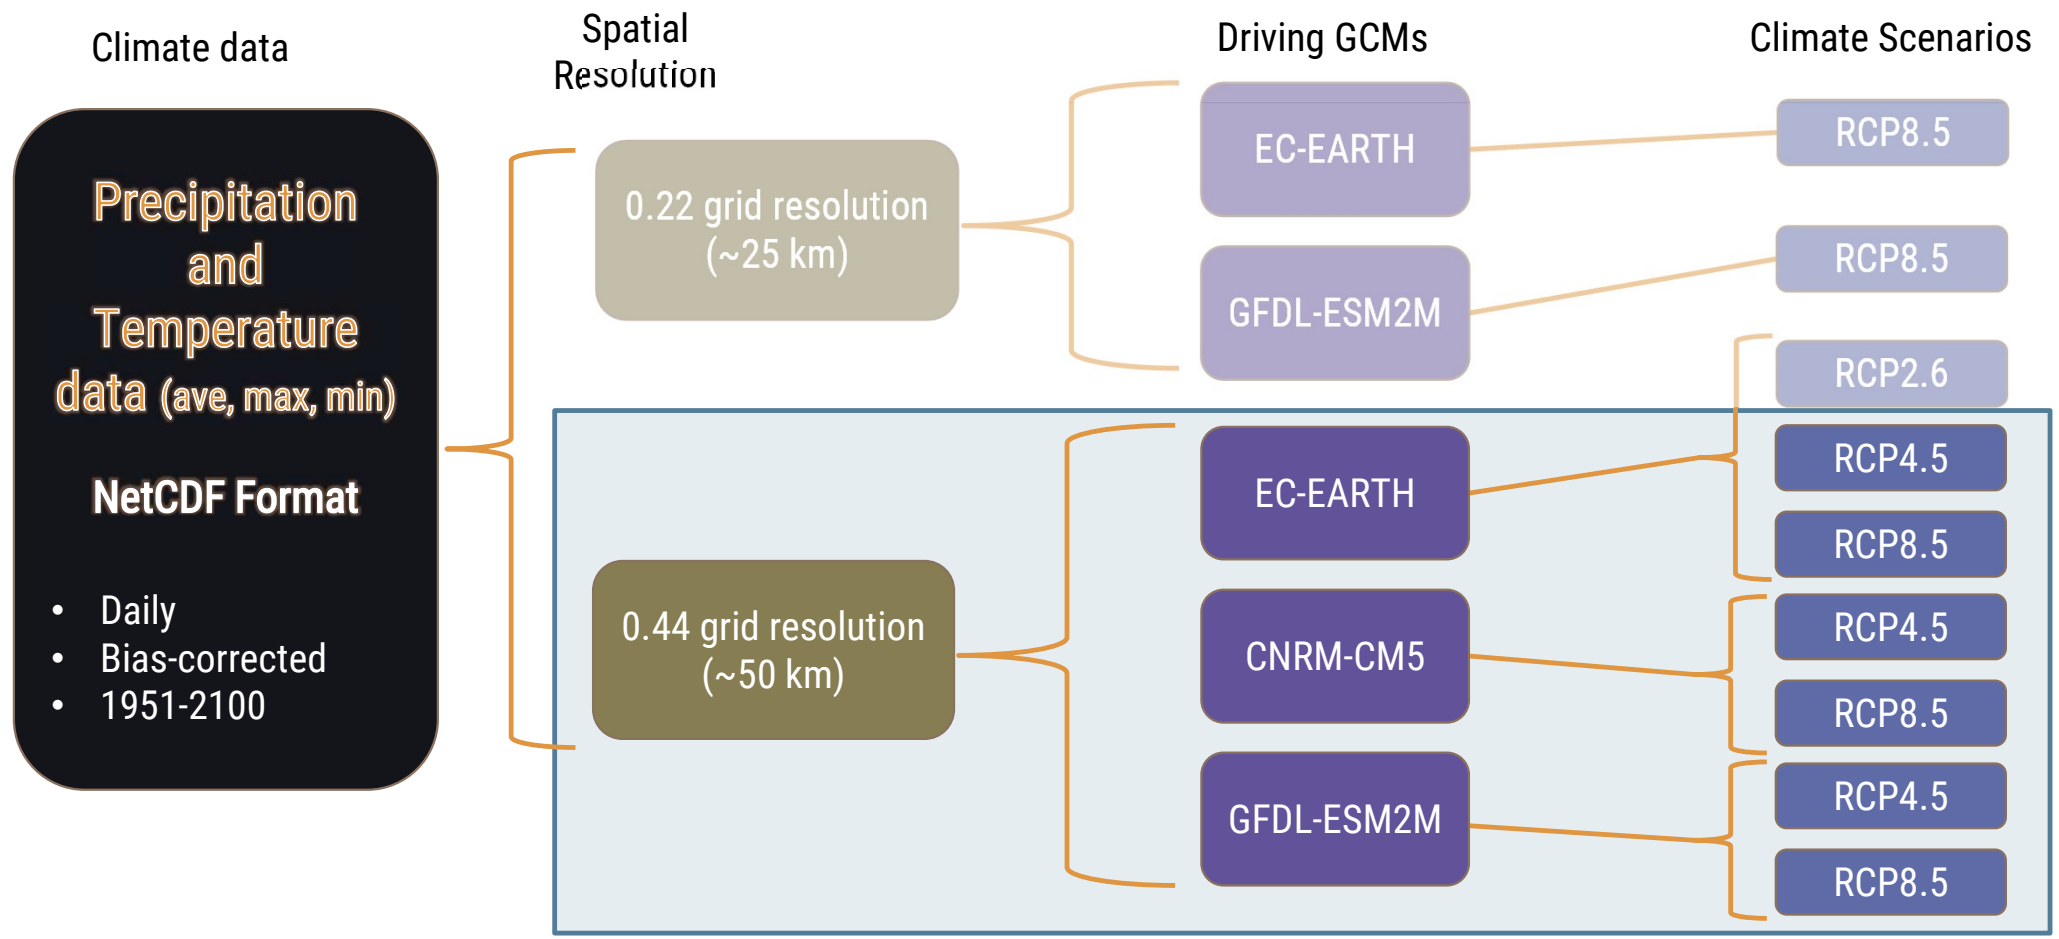 Climate data
Spatial
Resolution
Driving GCMs
Climate Scenarios
Precipitation
and
Temperature
data (ave, max, min)
NetCDF Format
• Daily
• Bias-corrected
• 1951-2100
0.22 grid resolution
(~25 km)
EC-EARTH
RCP8.5
GFDL-ESM2M
RCP8.5
0.44 grid resolution
(~50 km)
EC-EARTH
RCP2.6
RCP4.5
RCP8.5
CNRM-CM5
RCP4.5
RCP8.5
GFDL-ESM2M
RCP4.5
RCP8.5